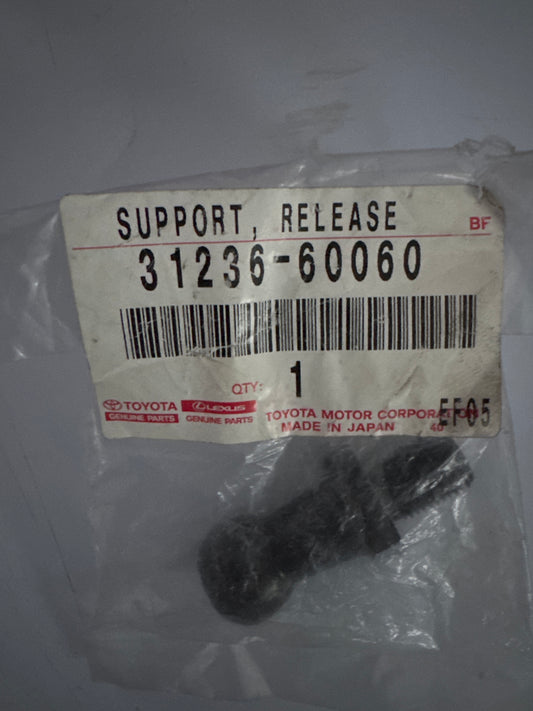 SUPPORT, RELEASE
BF
31236-60060
QTY: 1
TOYOTA LEXUS
GENUINE PARTS GENUINE PARTS
TOYOTA MOTOR CORPORATION
MADE IN JAPAN 40
EF05